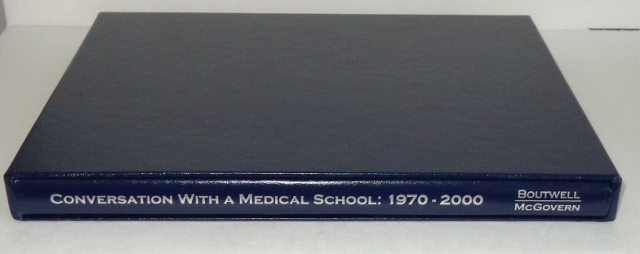 CONVERSATION WITH A MEDICAL SCHOOL: 1970 - 2000
BOUTWELL
MCGOVERN